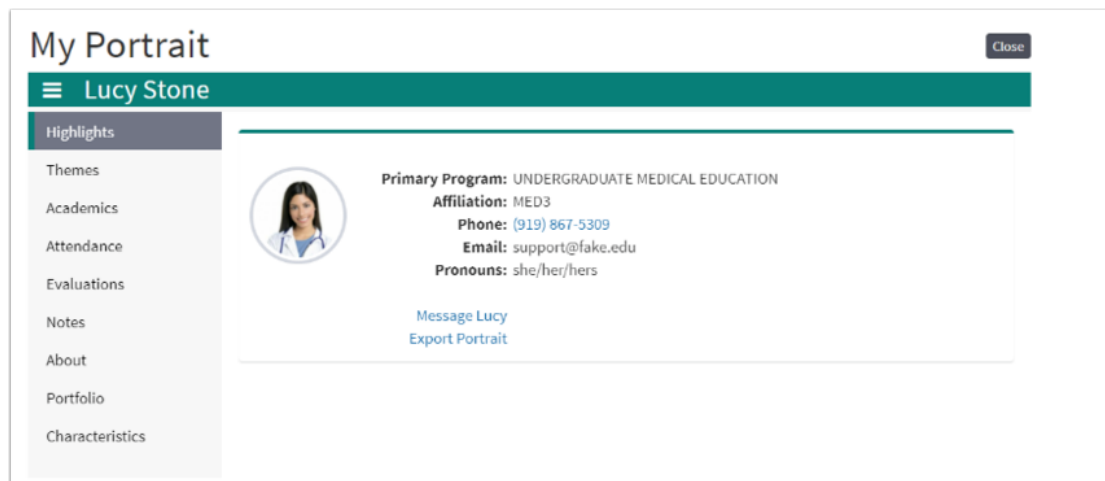 My Portrait
Close
Lucy Stone
Highlights
Themes
Academics
Attendance
Evaluations
Notes
About
Portfolio
Characteristics
Primary Program: UNDERGRADUATE MEDICAL EDUCATION
Affiliation: MED3
Phone: (919) 867-5309
Email: support@fake.edu
Pronouns: she/her/hers
Message Lucy
Export Portrait